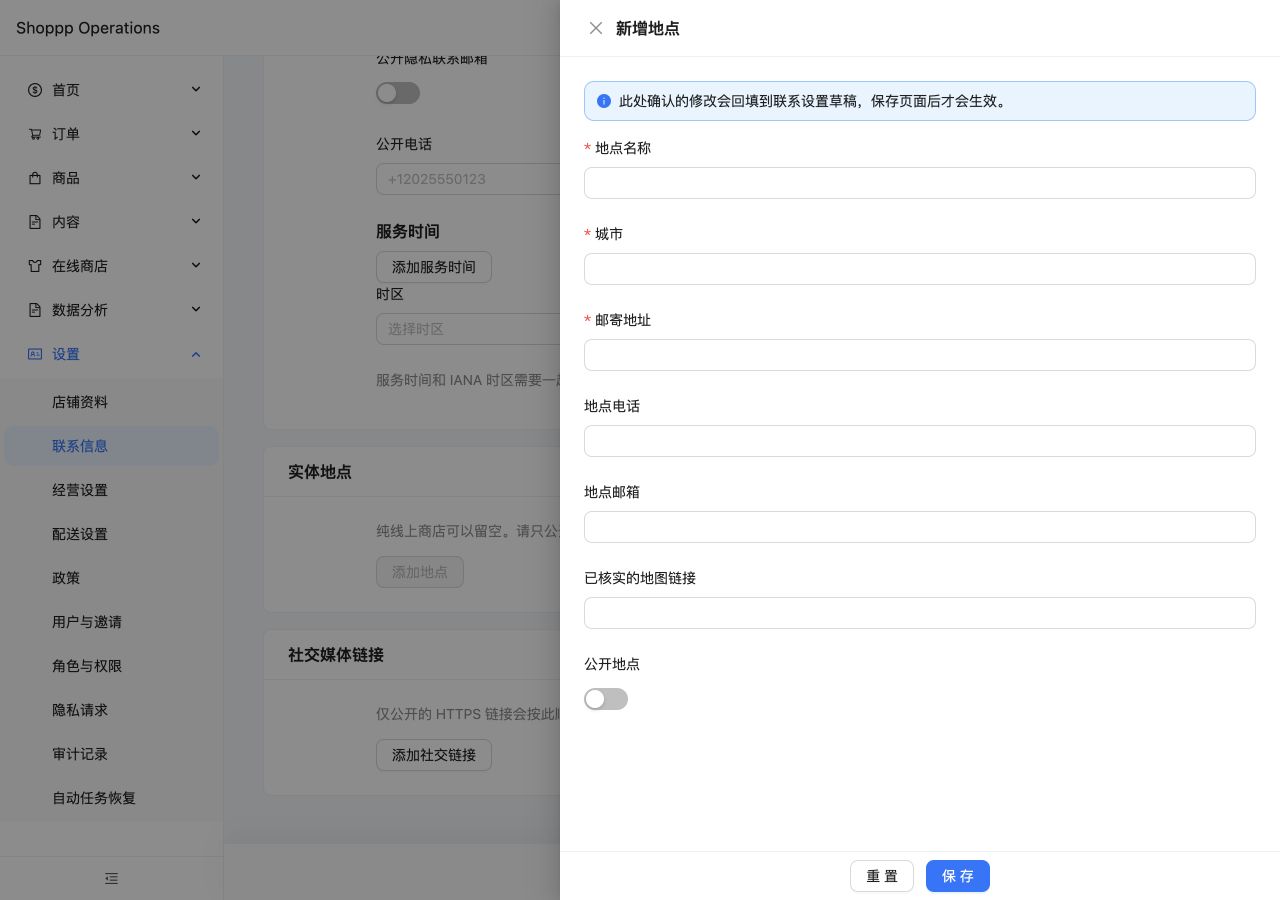 Shoppp Operations
首页
订单
商品
内容
在线商店
数据分析
设置
店铺资料
联系信息
经营设置
配送设置
政策
用户与邀请
角色与权限
隐私请求
审计记录
自动任务恢复
公开隐私联系邮箱
公开电话
+12025550123
服务时间
添加服务时间
时区
选择时区
服务时间和 IANA 时区需要一
实体地点
纯线上商店可以留空。请只公
添加地点
社交媒体链接
仅公开的 HTTPS 链接会按此
添加社交链接
新增地点
此处确认的修改会回填到联系设置草稿，保存页面后才会生效。
* 地点名称
* 城市
* 邮寄地址
地点电话
地点邮箱
已核实的地图链接
公开地点
重 置
保 存